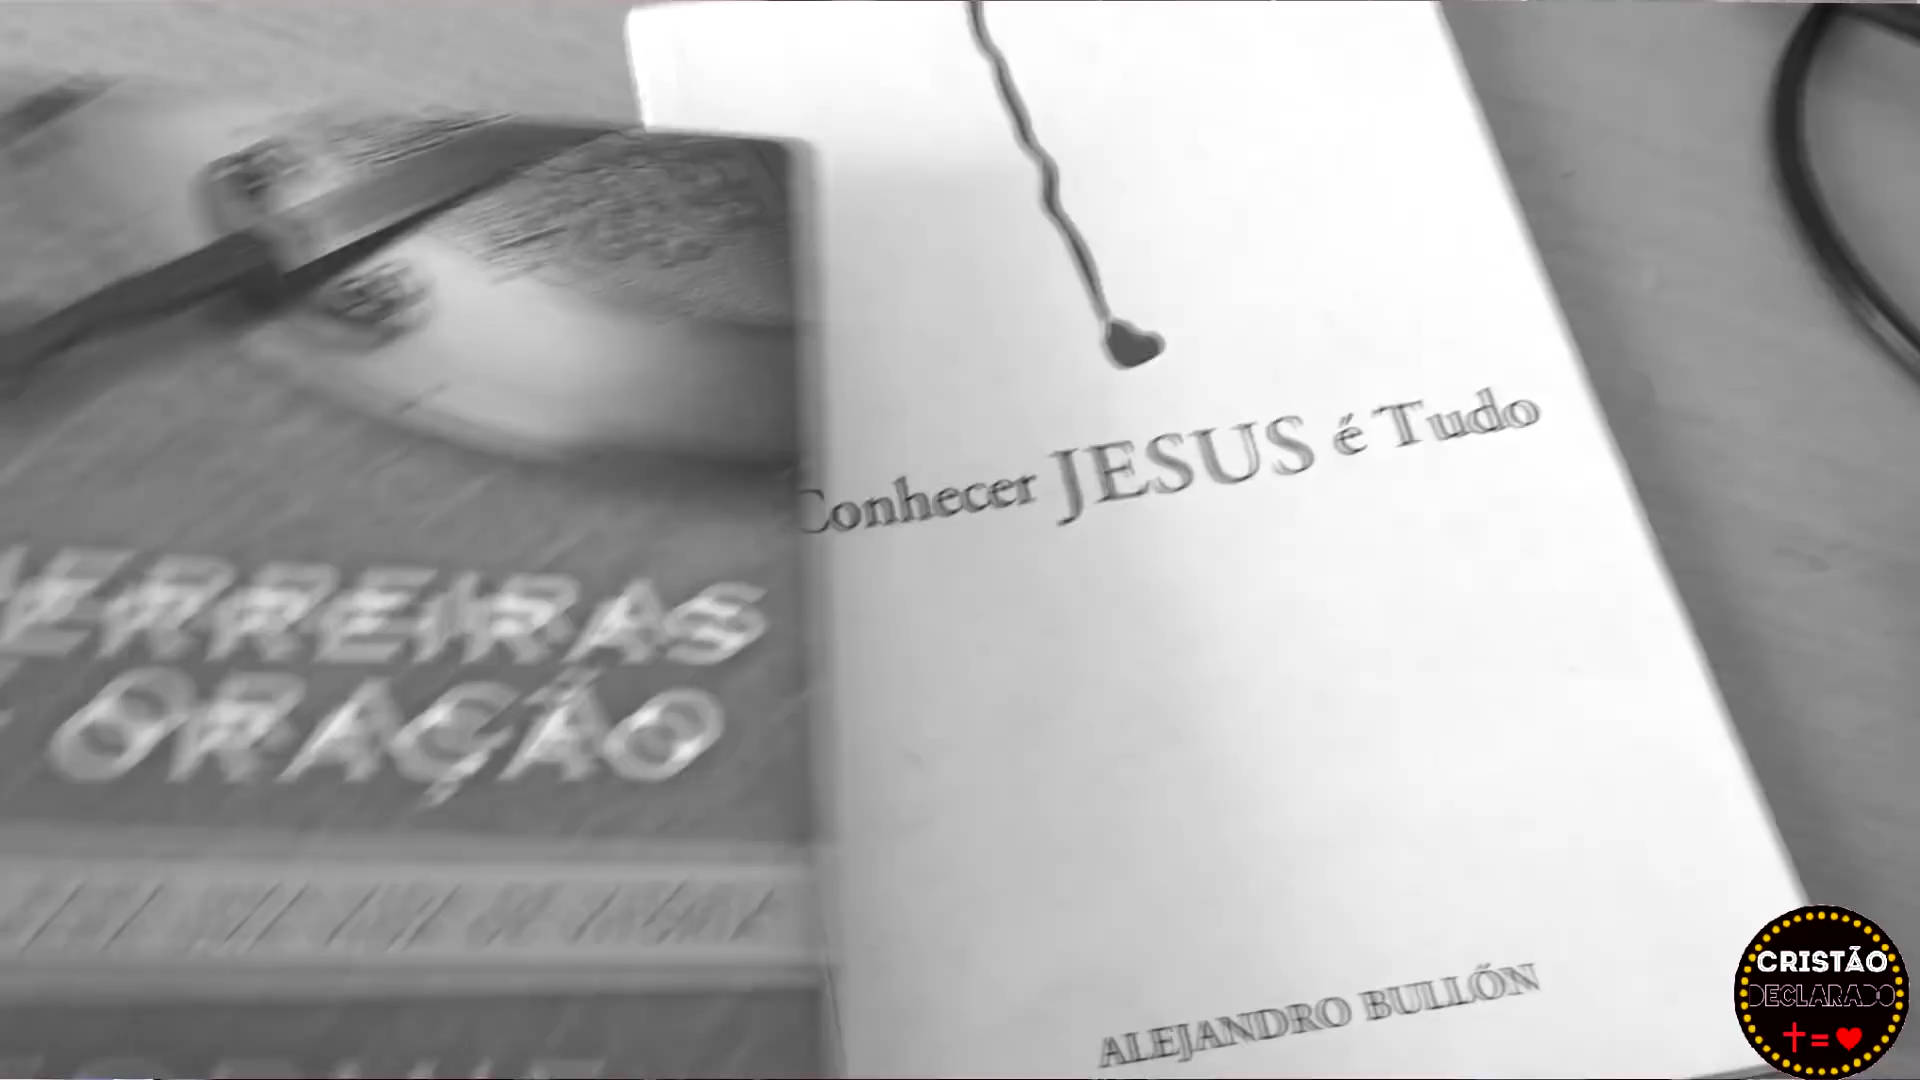 Conhecer JESUS é Tudo
ALEJANDRO BULLÓN
ERREIRAS
ORAÇÃO
CRISTÃO
DECLARADO